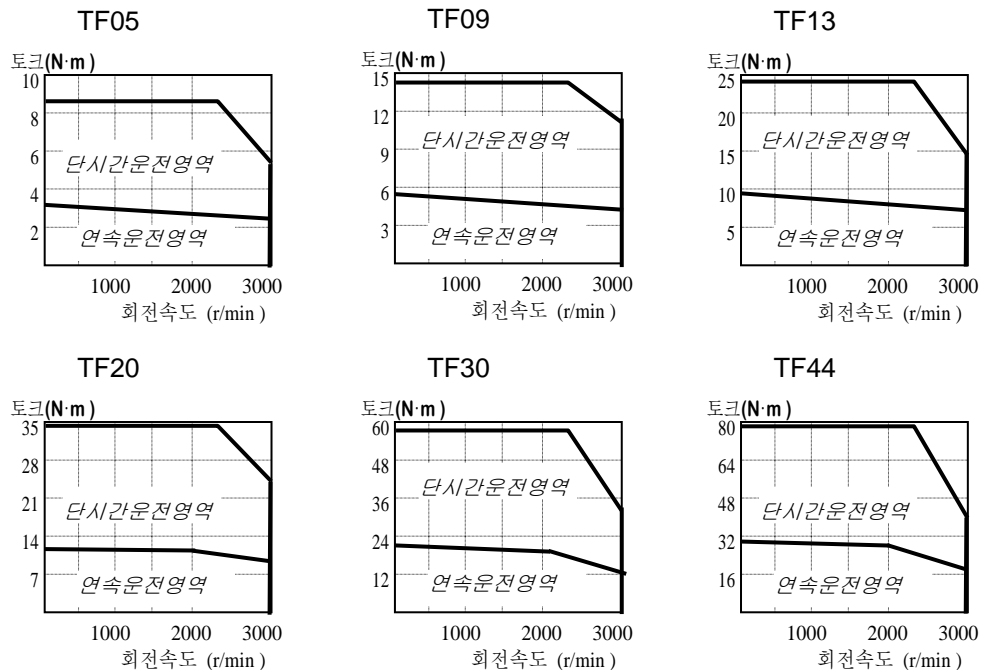 TF05
토크(N·m )
10
8
6
4
2
단시간운전영역
연속운전영역
1000 2000 3000
회전속도 (r/min )
TF09
토크(N·m )
15
12
9
6
3
단시간운전영역
연속운전영역
1000 2000 3000
회전속도 (r/min )
TF13
토크(N·m )
25
20
15
10
5
단시간운전영역
연속운전영역
1000 2000 3000
회전속도 (r/min )
TF20
토크(N·m )
35
28
21
14
7
단시간운전영역
연속운전영역
1000 2000 3000
회전속도 (r/min )
TF30
토크(N·m )
60
48
36
24
12
단시간운전영역
연속운전영역
1000 2000 3000
회전속도 (r/min )
TF44
토크(N·m )
80
64
48
32
16
단시간운전영역
연속운전영역
1000 2000 3000
회전속도 (r/min )